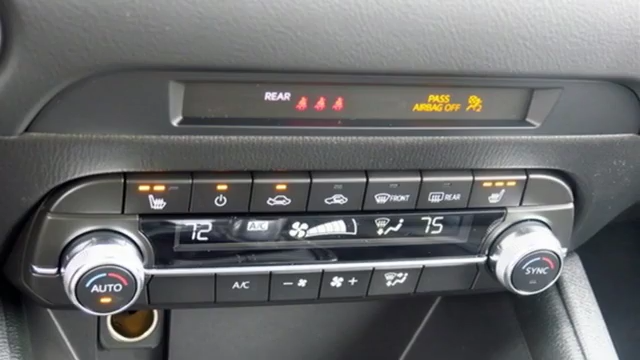 REAR PASS
AIRBAG OFF
FRONT REAR
72 A/C 75
AUTO SYNC
A/C - +